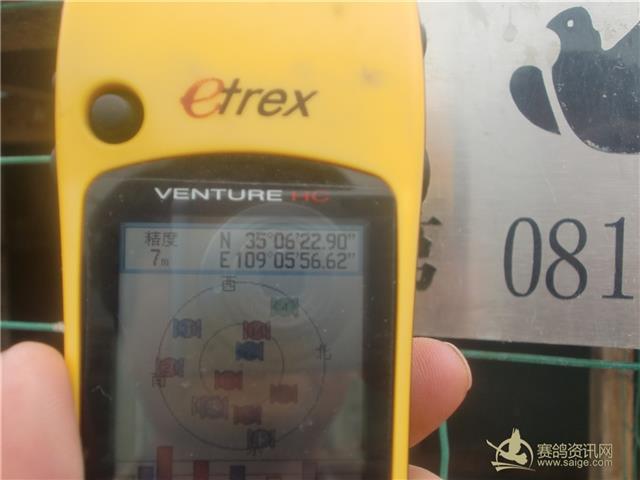 etrex
VENTURE HC
精度
7m
N 35°06'22.90"
E 109°05'56.62"
西
北
南
东
081
赛鸽资讯网
www.saige.com